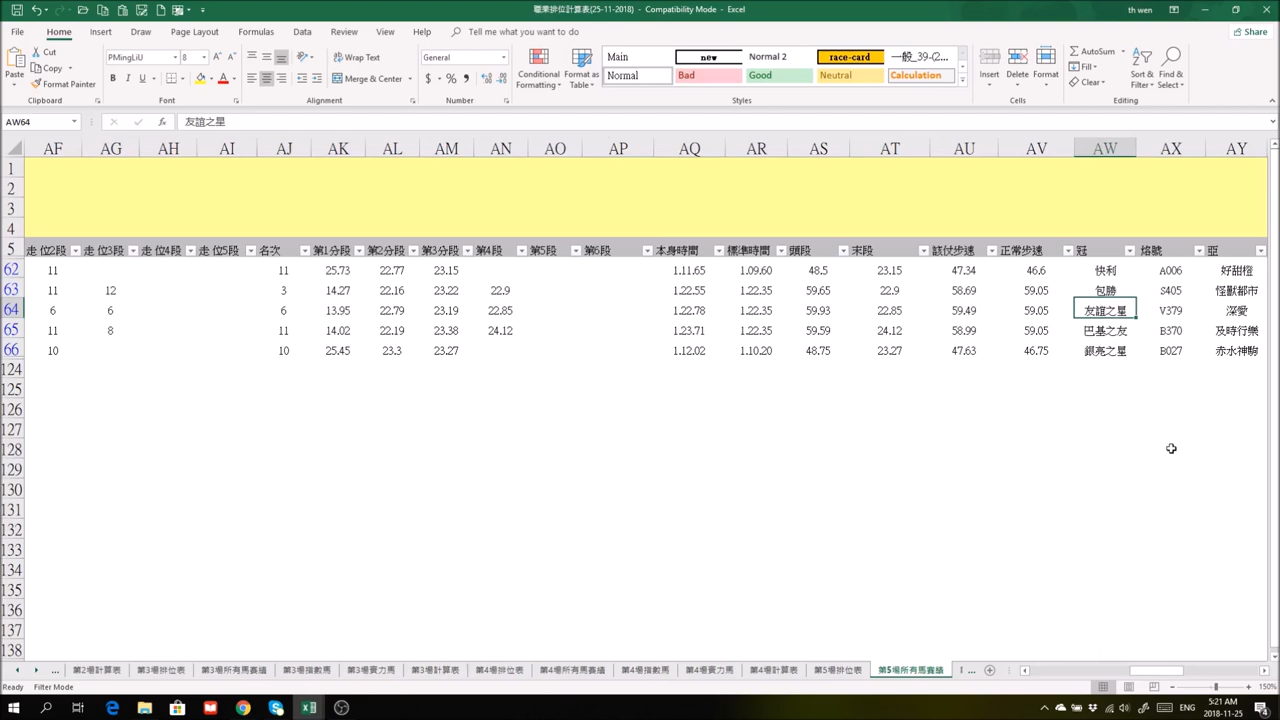 職業排位計算表(25-11-2018) - Compatibility Mode - Excel
th wen
File Home Insert Draw Page Layout Formulas Data Review View Help Tell me what you want to do Share
Paste Cut Copy Format Painter Clipboard
PMingLiU 8 B I U A Font
Wrap Text Merge & Center Alignment
General $ % Number
Conditional Formatting Format as Table
Main new Normal 2 race-card 一般_39-(2...
Normal Bad Good Neutral Calculation
Styles
Insert Delete Format Cells
AutoSum Fill Clear Sort & Filter Find & Select Editing
AW64 fx 友誼之星
AF AG AH AI AJ AK AL AM AN AO AP AQ AR AS AT AU AV AW AX AY
1
2
3
4
5 走位2段 走位3段 走位4段 走位5段 名次 第1分段 第2分段 第3分段 第4段 第5段 第6段 本身時間 標準時間 頭段 末段 該仗步速 正常步速 冠 烙號 亞
62 11 11 25.73 22.77 23.15 1.11.65 1.09.60 48.5 23.15 47.34 46.6 快利 A006 好甜橙
63 11 12 3 14.27 22.16 23.22 22.9 1.22.55 1.22.35 59.65 22.9 58.69 59.05 包勝 S405 怪獸都市
64 6 6 6 13.95 22.79 23.19 22.85 1.22.78 1.22.35 59.93 22.85 59.49 59.05 友誼之星 V379 深愛
65 11 8 11 14.02 22.19 23.38 24.12 1.23.71 1.22.35 59.59 24.12 58.99 59.05 巴基之友 B370 及時行樂
66 10 10 25.45 23.3 23.27 1.12.02 1.10.20 48.75 23.27 47.63 46.75 銀亮之星 B027 赤水神駒
124
125
126
127
128
129
130
131
132
133
134
135
136
137
138
... 第2場計算表 第3場排位表 第3場所有馬賽績 第3場指數馬 第3場實力馬 第3場計算表 第4場排位表 第4場所有馬賽績 第4場指數馬 第4場實力馬 第4場計算表 第5場排位表 第5場所有馬賽績 ...
Ready Filter Mode 150%
ENG 5:21 AM
2018-11-25 4